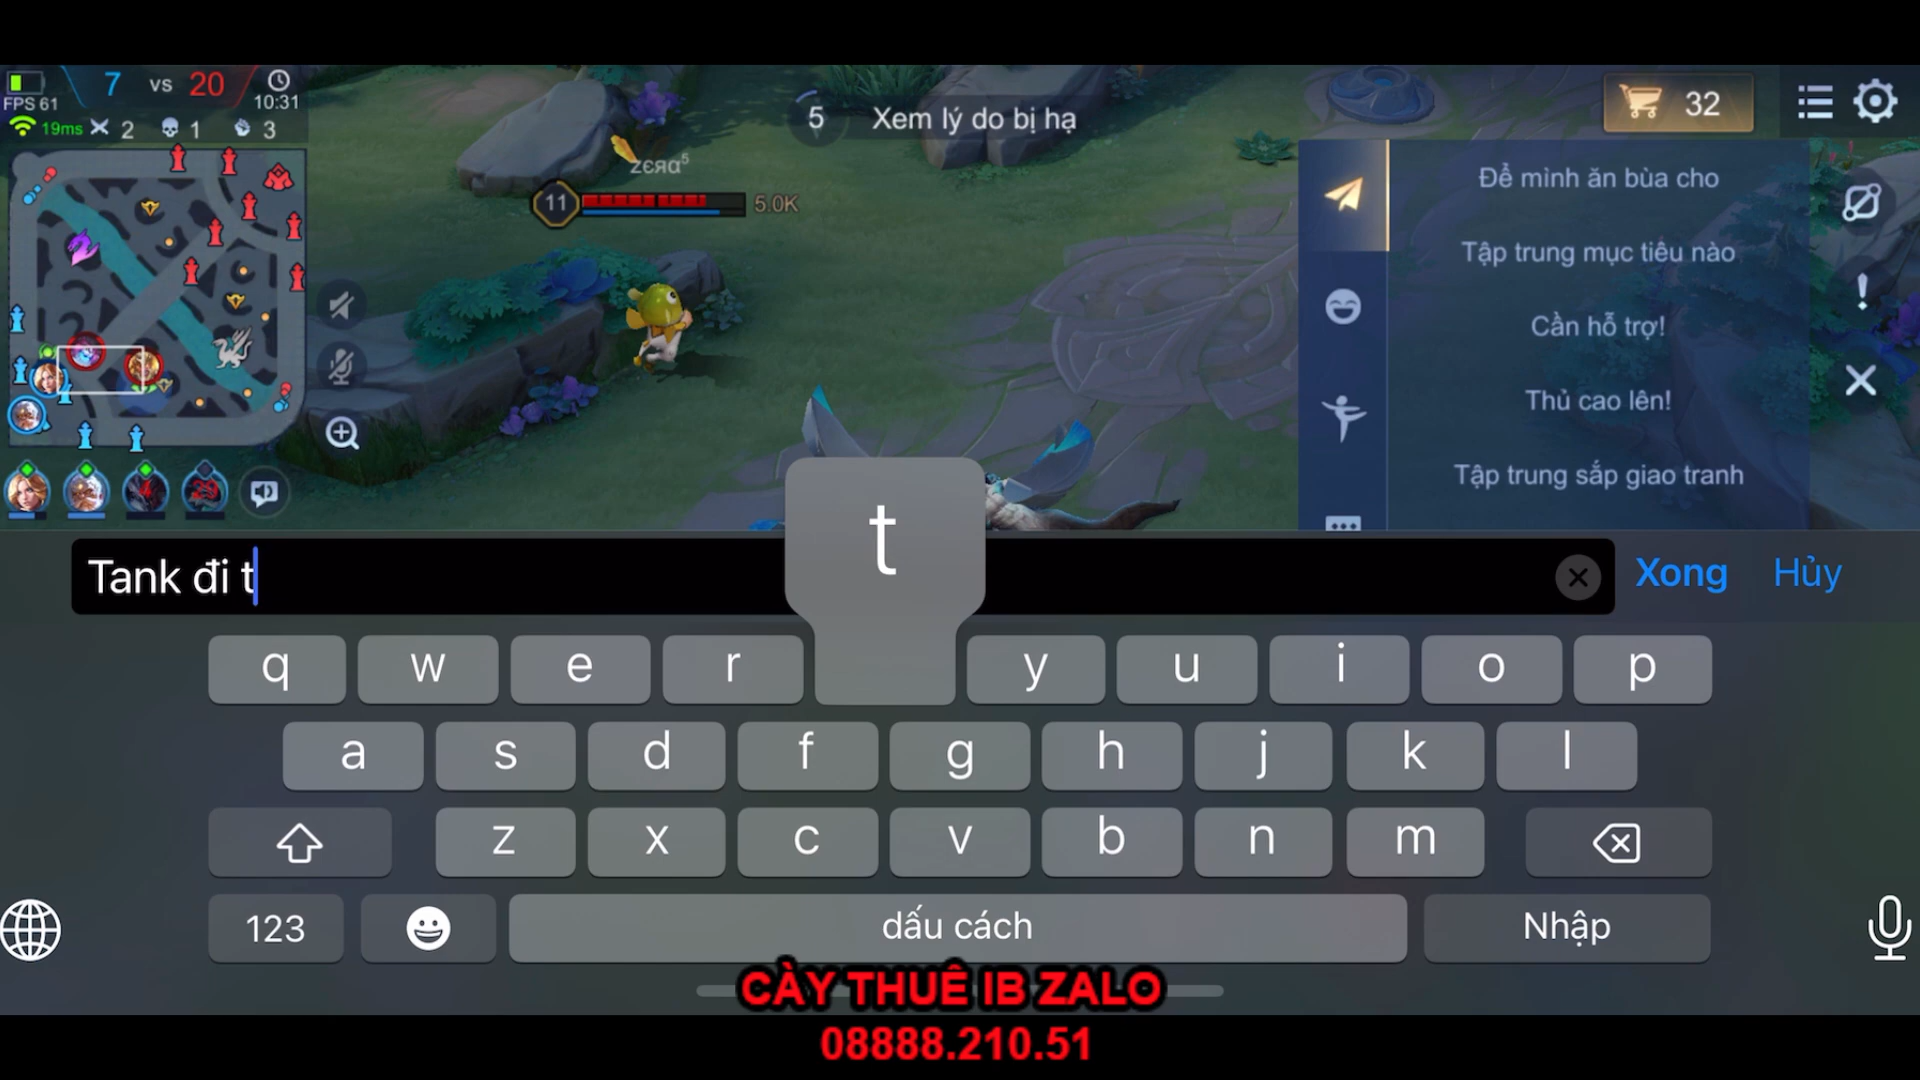 7 vs 20
FPS 61
10:31
19ms
2
1
3
5
Xem lý do bị hạ
32
zєяα⁵
11
5.0K
Để mình ăn bùa cho
Tập trung mục tiêu nào
Cần hỗ trợ!
Thủ cao lên!
Tập trung sắp giao tranh
4
29
t
Tank đi t
Xong
Hủy
q w e r y u i o p
a s d f g h j k l
z x c v b n m
123
dấu cách
Nhập
CÀY THUÊ IB ZALO
08888.210.51